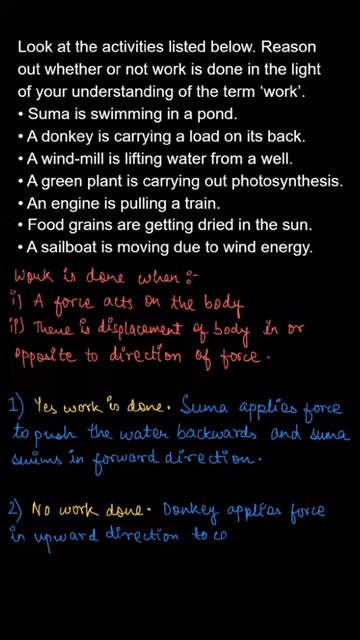 Look at the activities listed below. Reason
out whether or not work is done in the light
of your understanding of the term ‘work’.
• Suma is swimming in a pond.
• A donkey is carrying a load on its back.
• A wind-mill is lifting water from a well.
• A green plant is carrying out photosynthesis.
• An engine is pulling a train.
• Food grains are getting dried in the sun.
• A sailboat is moving due to wind energy.
Work is done when :-
i) A force acts on the body
ii) There is displacement of body in or
opposite to direction of force.
1) Yes work is done. Suma applies force
to push the water backwards and suma
swims in forward direction.
2) No work done. Donkey applies force
in upward direction to co